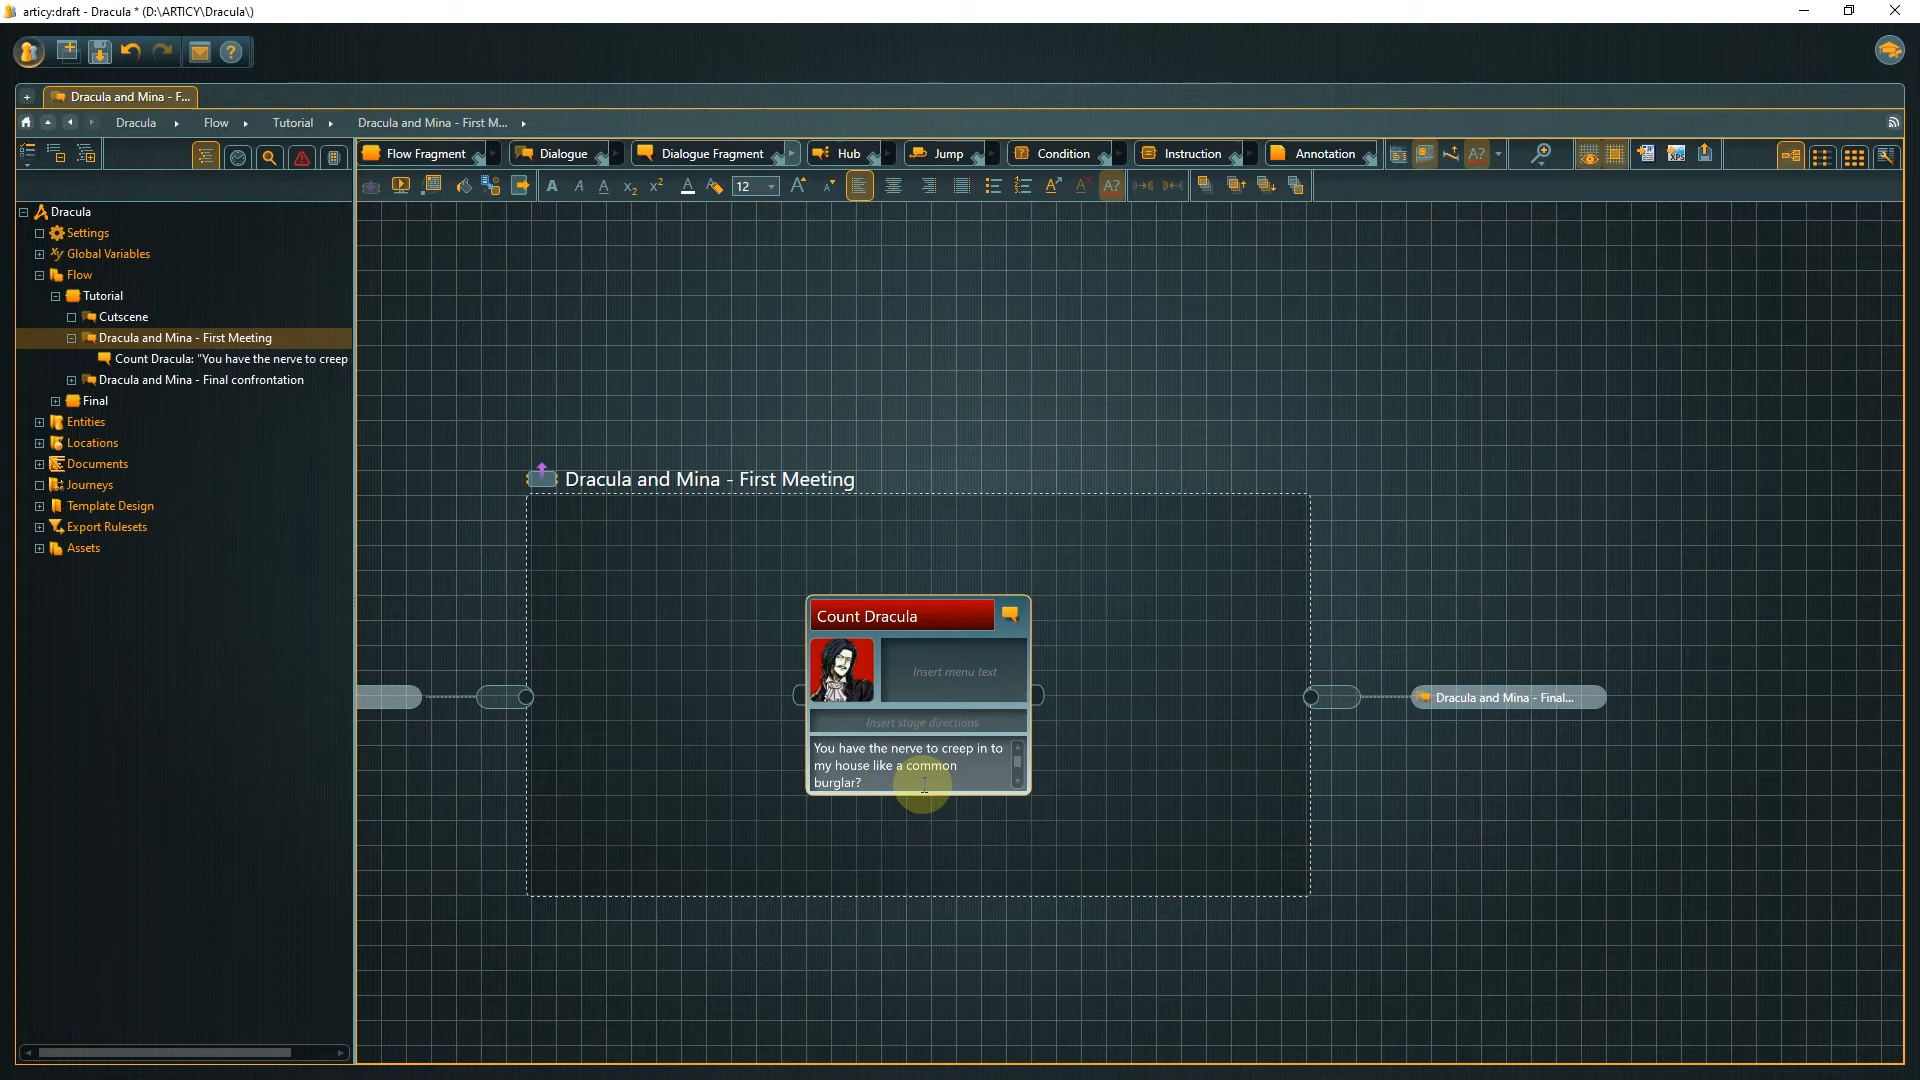 articy:draft - Dracula * (D:\ARTICY\Dracula\)
Dracula and Mina - F...
Dracula
Flow
Tutorial
Dracula and Mina - First M...
Flow Fragment
Dialogue
Dialogue Fragment
Hub
Jump
Condition
Instruction
Annotation
12
Dracula
Settings
Global Variables
Flow
Tutorial
Cutscene
Dracula and Mina - First Meeting
Count Dracula: "You have the nerve to creep
Dracula and Mina - Final confrontation
Final
Entities
Locations
Documents
Journeys
Template Design
Export Rulesets
Assets
Dracula and Mina - First Meeting
Count Dracula
Insert menu text
Insert stage directions
You have the nerve to creep in to
my house like a common
burglar?
Dracula and Mina - Final...